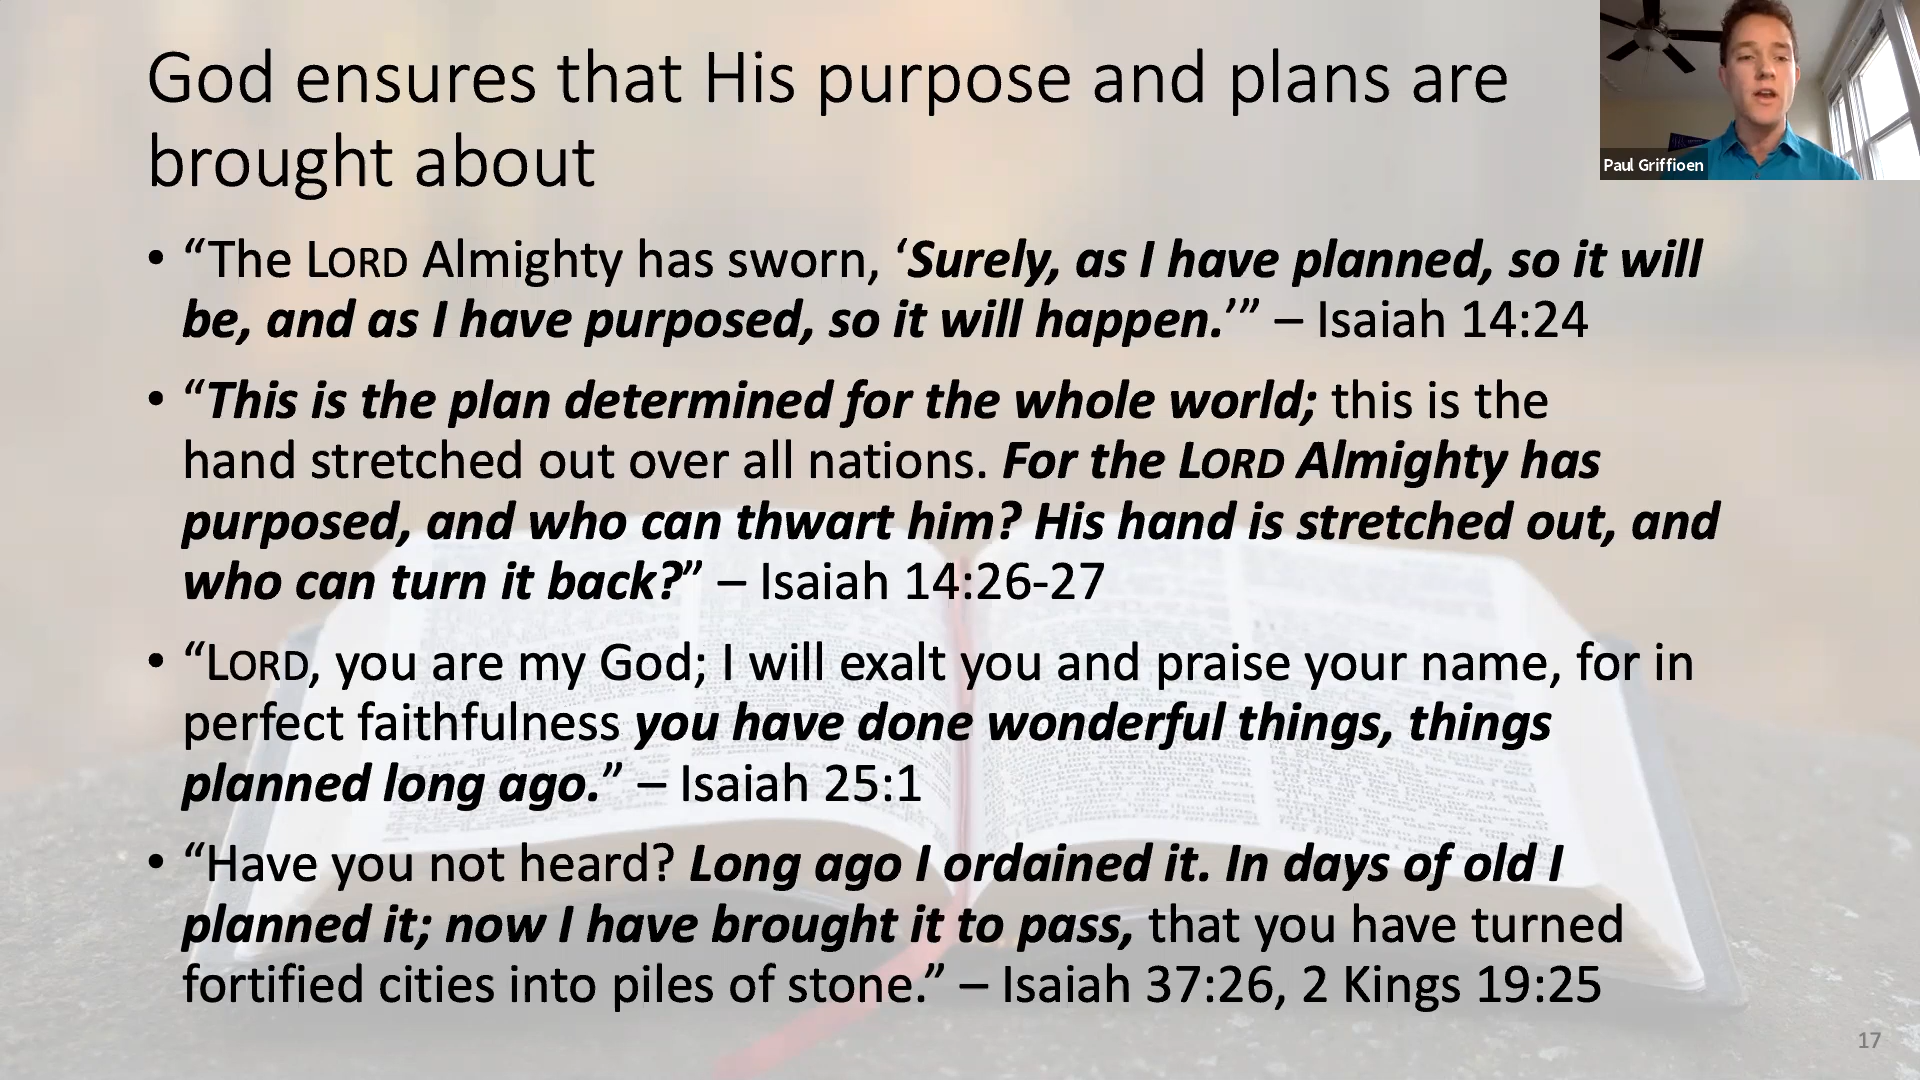 God ensures that His purpose and plans are
brought about
Paul Griffioen
• “The LORD Almighty has sworn, ‘Surely, as I have planned, so it will
be, and as I have purposed, so it will happen.’” – Isaiah 14:24
• “This is the plan determined for the whole world; this is the
hand stretched out over all nations. For the LORD Almighty has
purposed, and who can thwart him? His hand is stretched out, and
who can turn it back?” – Isaiah 14:26-27
• “LORD, you are my God; I will exalt you and praise your name, for in
perfect faithfulness you have done wonderful things, things
planned long ago.” – Isaiah 25:1
• “Have you not heard? Long ago I ordained it. In days of old I
planned it; now I have brought it to pass, that you have turned
fortified cities into piles of stone.” – Isaiah 37:26, 2 Kings 19:25
17